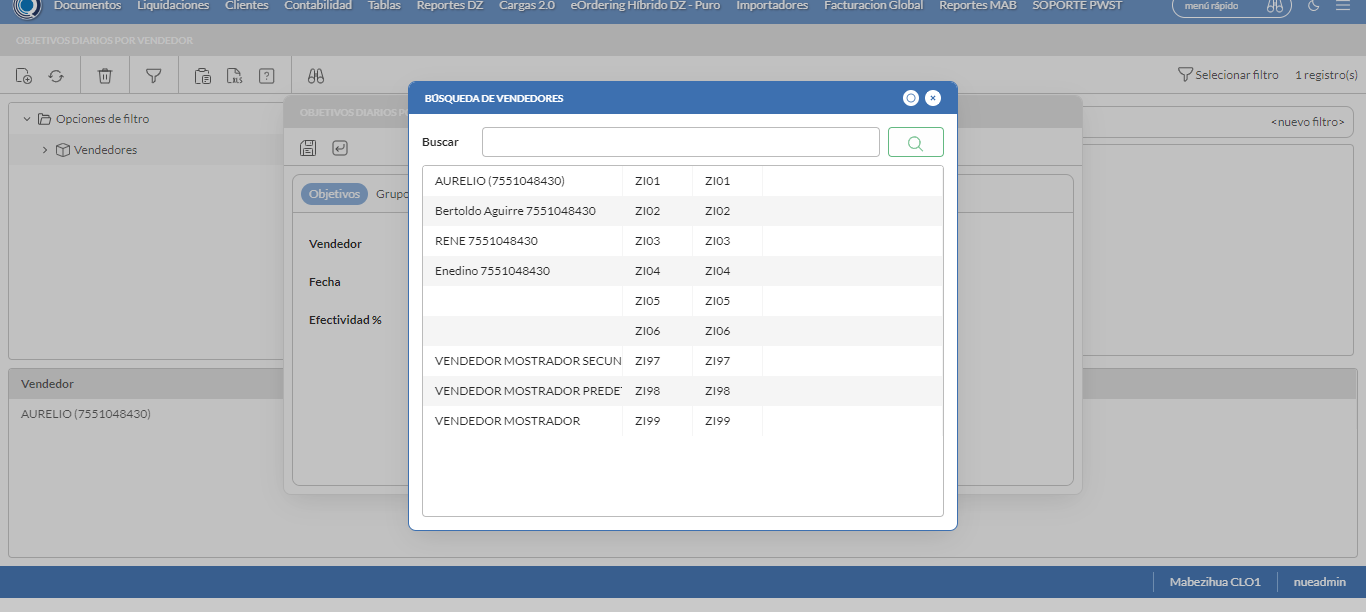 Documentos Liquidaciones Clientes Contabilidad Tablas Reportes DZ Cargas 2.0 eOrdering Híbrido DZ - Puro Importadores Facturacion Global Reportes MAB SOPORTE PWST menú rápido
OBJETIVOS DIARIOS POR VENDEDOR
XLS ? Selecionar filtro 1 registro(s)
BÚSQUEDA DE VENDEDORES
Opciones de filtro
OBJETIVOS DIARIOS
<nuevo filtro>
Vendedores
Buscar
Objetivos Grupo
Vendedor
Fecha
Efectividad %
AURELIO (7551048430) ZI01 ZI01
Bertoldo Aguirre 7551048430 ZI02 ZI02
RENE 7551048430 ZI03 ZI03
Enedino 7551048430 ZI04 ZI04
ZI05 ZI05
ZI06 ZI06
VENDEDOR MOSTRADOR SECUN ZI97 ZI97
VENDEDOR MOSTRADOR PREDE ZI98 ZI98
VENDEDOR MOSTRADOR ZI99 ZI99
Vendedor
AURELIO (7551048430)
Mabezihua CLO1 nueadmin